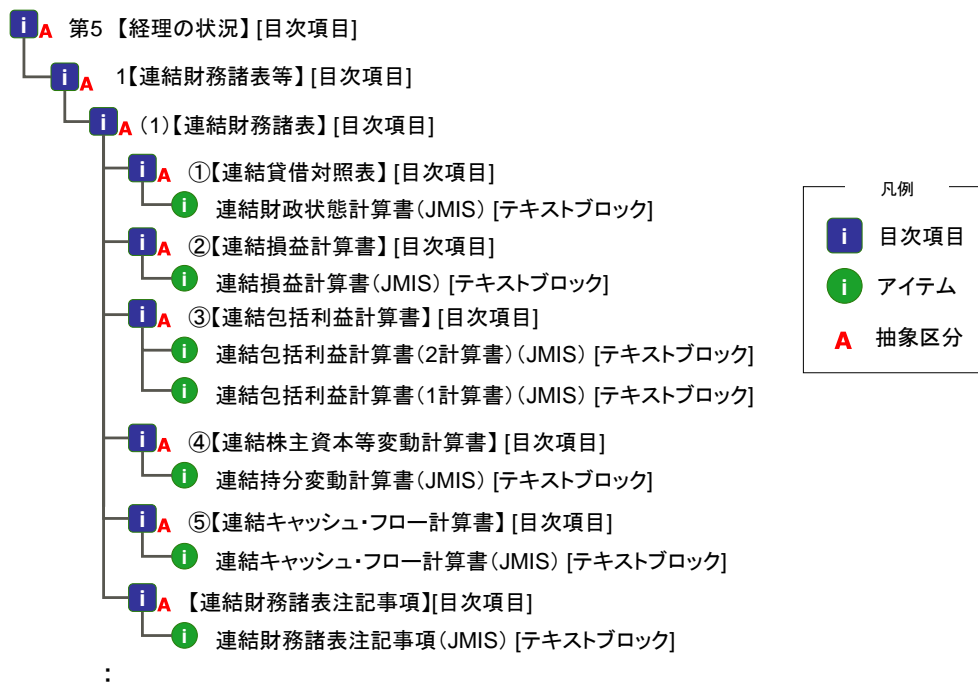 i A 第5 【経理の状況】 [目次項目]
i A 1【連結財務諸表等】 [目次項目]
i A (1)【連結財務諸表】 [目次項目]
i A ①【連結貸借対照表】 [目次項目]
i 連結財政状態計算書(JMIS) [テキストブロック]
i A ②【連結損益計算書】 [目次項目]
i 連結損益計算書(JMIS) [テキストブロック]
i A ③【連結包括利益計算書】 [目次項目]
i 連結包括利益計算書(2計算書)(JMIS) [テキストブロック]
i 連結包括利益計算書(1計算書)(JMIS) [テキストブロック]
i A ④【連結株主資本等変動計算書】 [目次項目]
i 連結持分変動計算書(JMIS) [テキストブロック]
i A ⑤【連結キャッシュ・フロー計算書】 [目次項目]
i 連結キャッシュ・フロー計算書(JMIS) [テキストブロック]
i A 【連結財務諸表注記事項】[目次項目]
i 連結財務諸表注記事項(JMIS) [テキストブロック]
:
凡例
i 目次項目
i アイテム
A 抽象区分